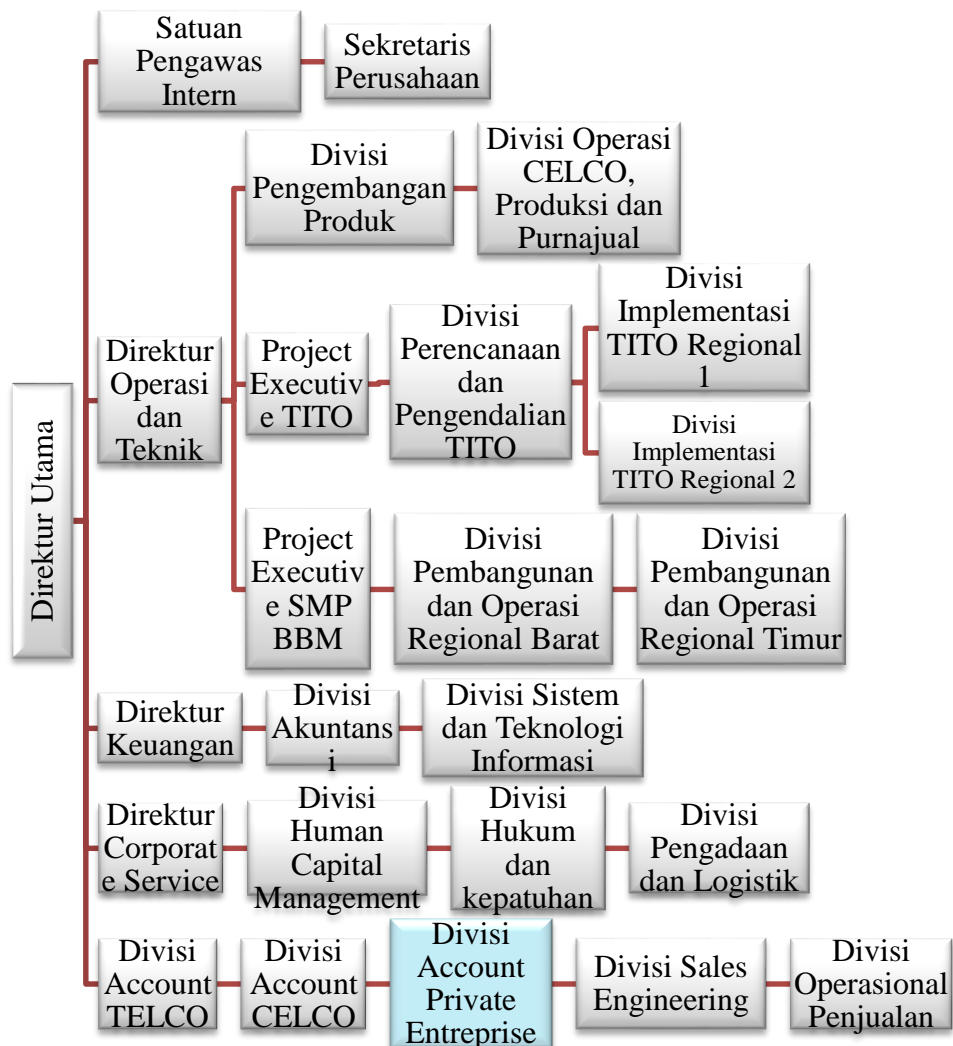 Satuan
Pengawas
Intern
Sekretaris
Perusahaan
Divisi
Pengembangan
Produk
Divisi Operasi
CELCO,
Produksi dan
Purnajual
Direktur
Operasi
dan
Teknik
Project
Executiv
e TITO
Divisi
Perencanaan
dan
Pengendalian
TITO
Divisi
Implementasi
TITO Regional
1
Divisi
Implementasi
TITO Regional 2
Direktur Utama
Project
Executiv
e SMP
BBM
Divisi
Pembangunan
dan Operasi
Regional Barat
Divisi
Pembangunan
dan Operasi
Regional Timur
Direktur
Keuangan
Divisi
Akuntans
i
Divisi Sistem
dan Teknologi
Informasi
Direktur
Corporat
e Service
Divisi
Human
Capital
Management
Divisi
Hukum
dan
kepatuhan
Divisi
Pengadaan
dan Logistik
Divisi
Account
TELCO
Divisi
Account
CELCO
Divisi
Account
Private
Entreprise
Divisi Sales
Engineering
Divisi
Operasional
Penjualan